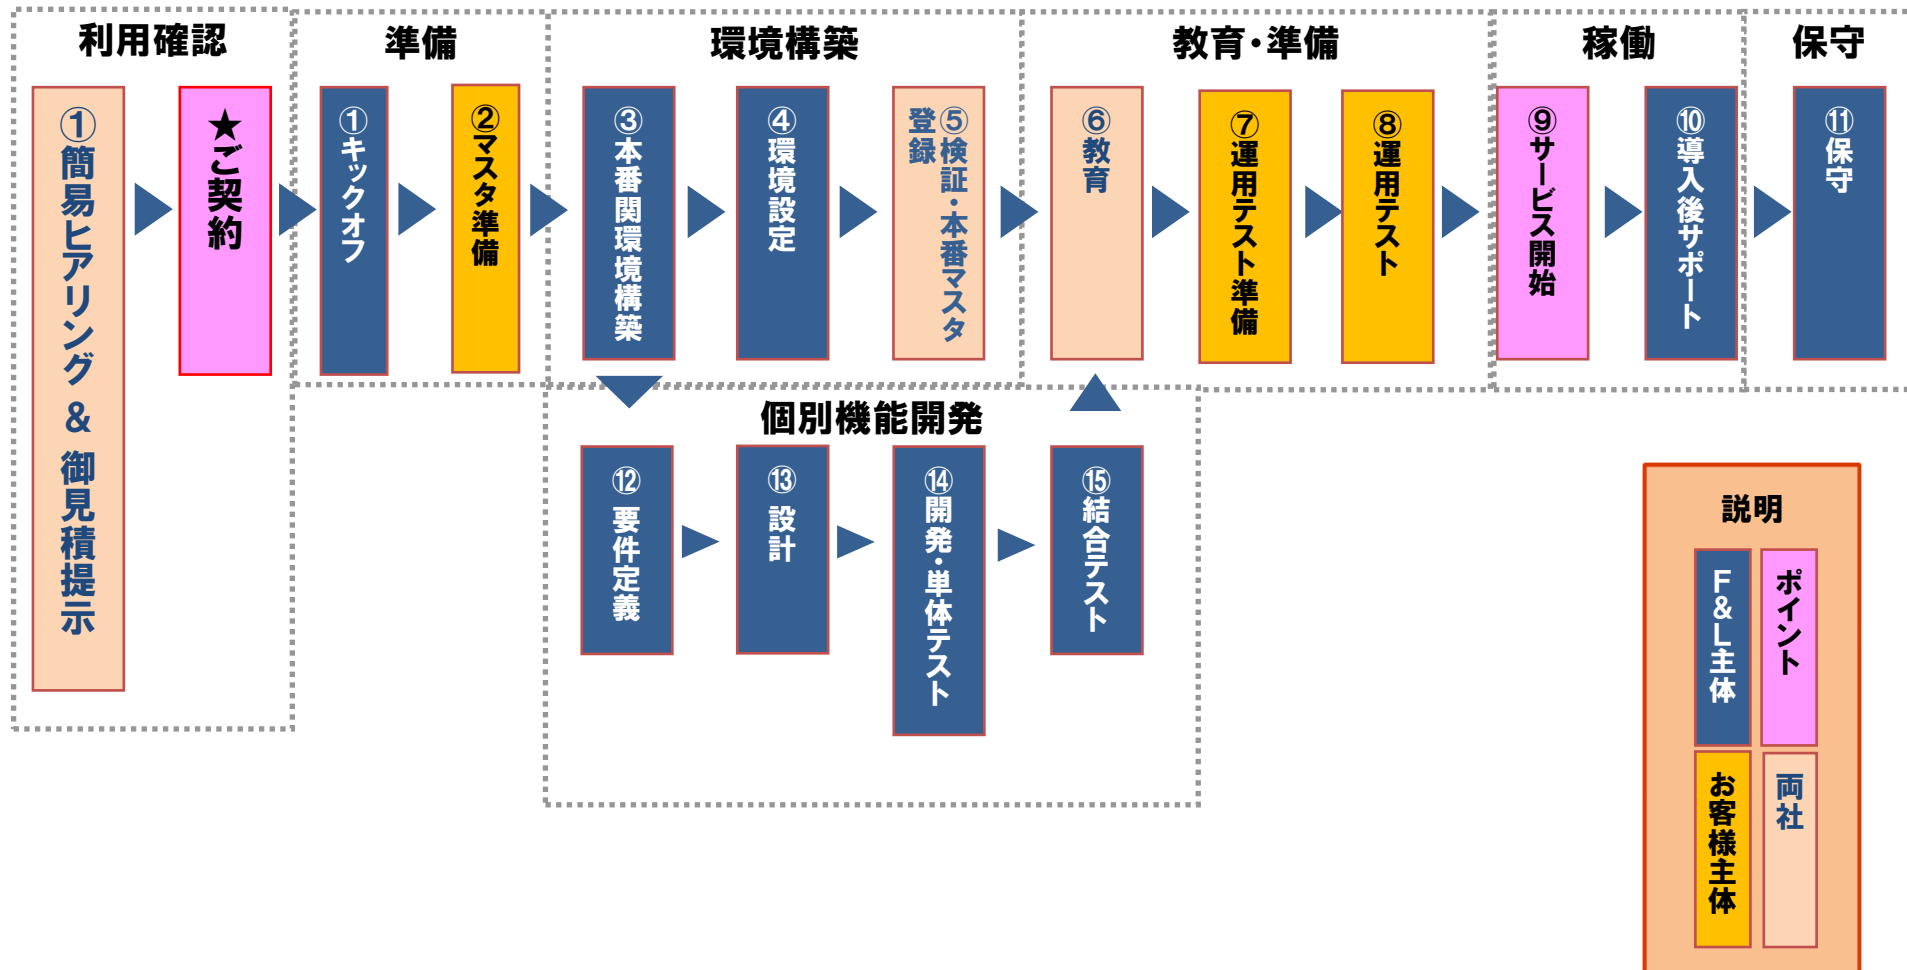 利用確認
準備
環境構築
教育・準備
稼働
保守
①簡易ヒアリング & 御見積提示
★ご契約
①キックオフ
②マスタ準備
③本番関環境構築
④環境設定
⑤検証・本番マスタ
登録
⑥教育
⑦運用テスト準備
⑧運用テスト
⑨サービス開始
⑩導入後サポート
⑪保守
個別機能開発
⑫要件定義
⑬設計
⑭開発・単体テスト
⑮結合テスト
説明
F&L主体
ポイント
お客様主体
両社